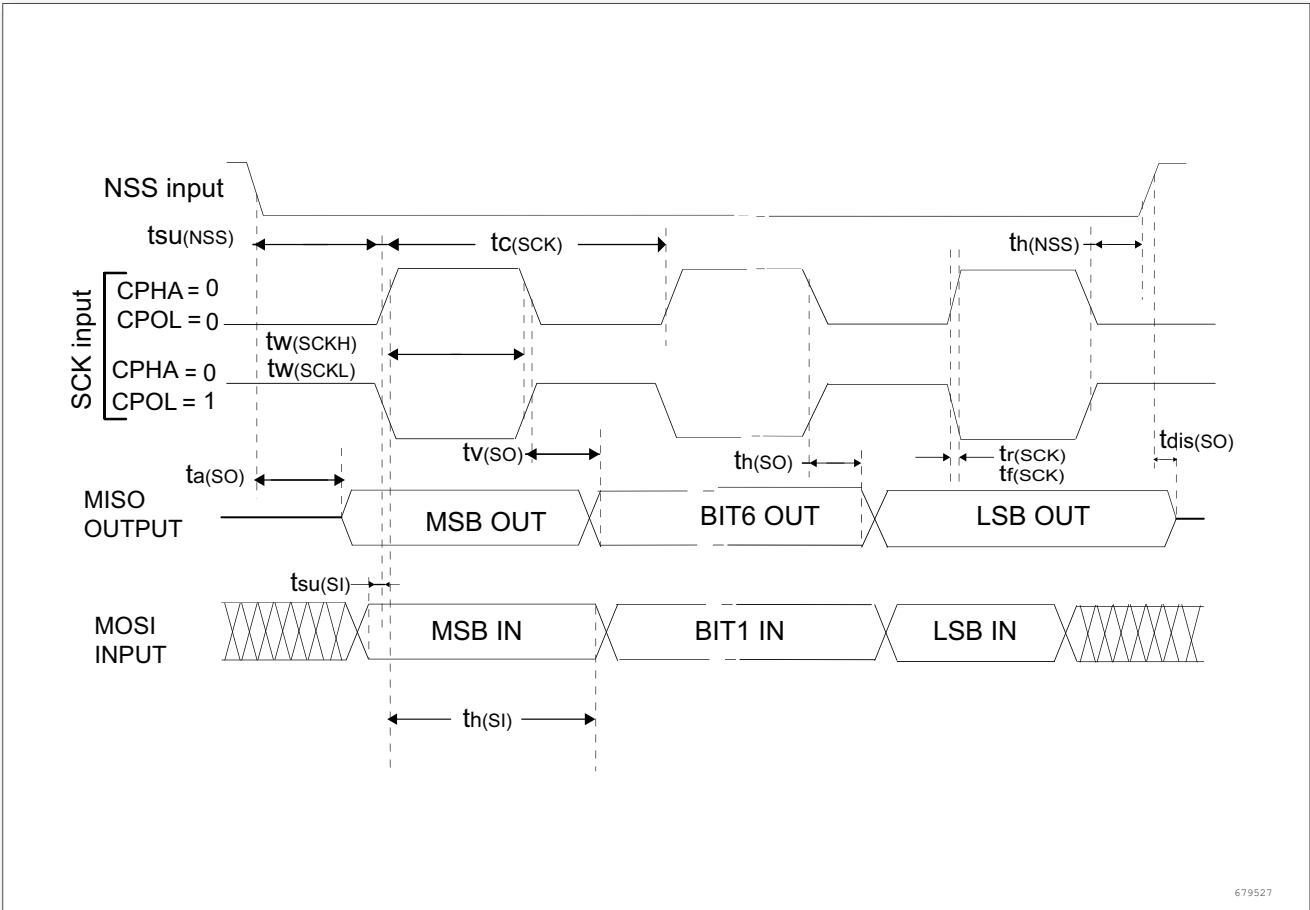 NSS input
tsu(NSS)
tc(SCK)
th(NSS)
SCK input
CPHA = 0
CPOL = 0
tw(SCKH)
tw(SCKL)
CPHA = 0
CPOL = 1
tv(SO)
ta(SO)
th(SO)
tr(SCK)
tf(SCK)
tdis(SO)
MISO
OUTPUT
MSB OUT
BIT6 OUT
LSB OUT
tsu(SI)
MOSI
INPUT
MSB IN
BIT1 IN
LSB IN
th(SI)
679527